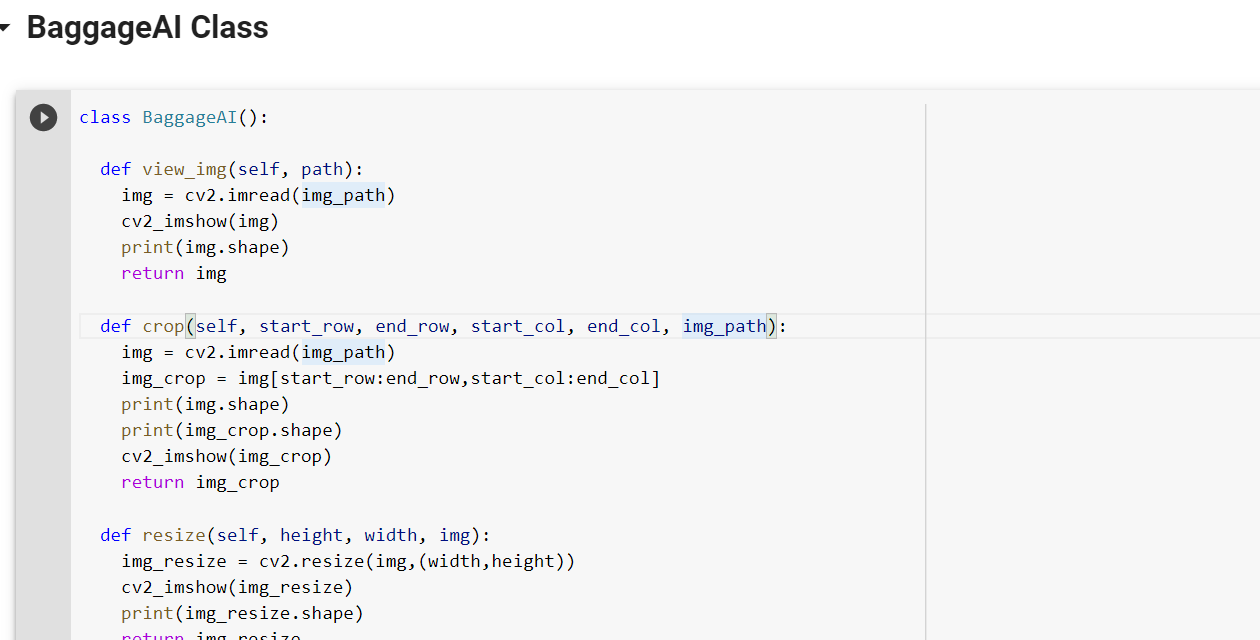 BaggageAI Class
class BaggageAI():
def view_img(self, path):
img = cv2.imread(img_path)
cv2_imshow(img)
print(img.shape)
return img
def crop(self, start_row, end_row, start_col, end_col, img_path):
img = cv2.imread(img_path)
img_crop = img[start_row:end_row,start_col:end_col]
print(img.shape)
print(img_crop.shape)
cv2_imshow(img_crop)
return img_crop
def resize(self, height, width, img):
img_resize = cv2.resize(img,(width,height))
cv2_imshow(img_resize)
print(img_resize.shape)
return img_resize